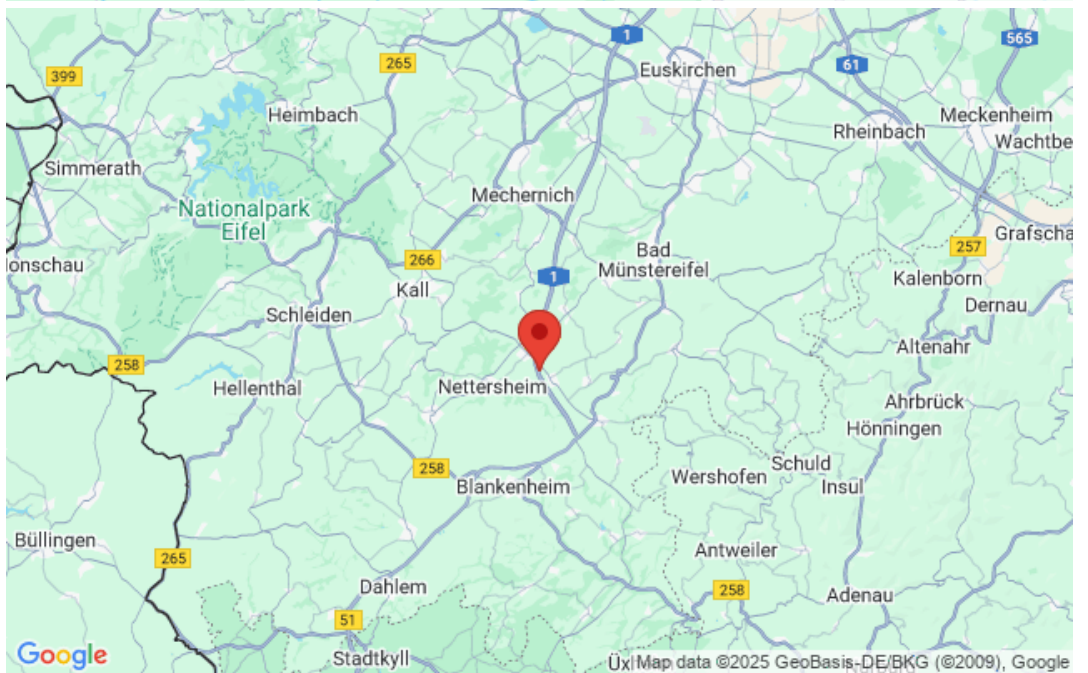 1
565
399
265
61
Euskirchen
Heimbach
Meckenheim
Rheinbach
Wachtbe
Simmerath
Mechernich
Nationalpark
Eifel
Grafscha
257
Bad
Münstereifel
266
onschau
1
Kalenborn
Kall
Dernau
Schleiden
Altenahr
258
Hellenthal
Nettersheim
Ahrbrück
Hönningen
258
Schuld
Wershofen
Blankenheim
Insul
Büllingen
Antweiler
265
Dahlem
258
Adenau
51
Google
Stadtkyll
Map data ©2025 GeoBasis-DE/BKG (©2009), Google